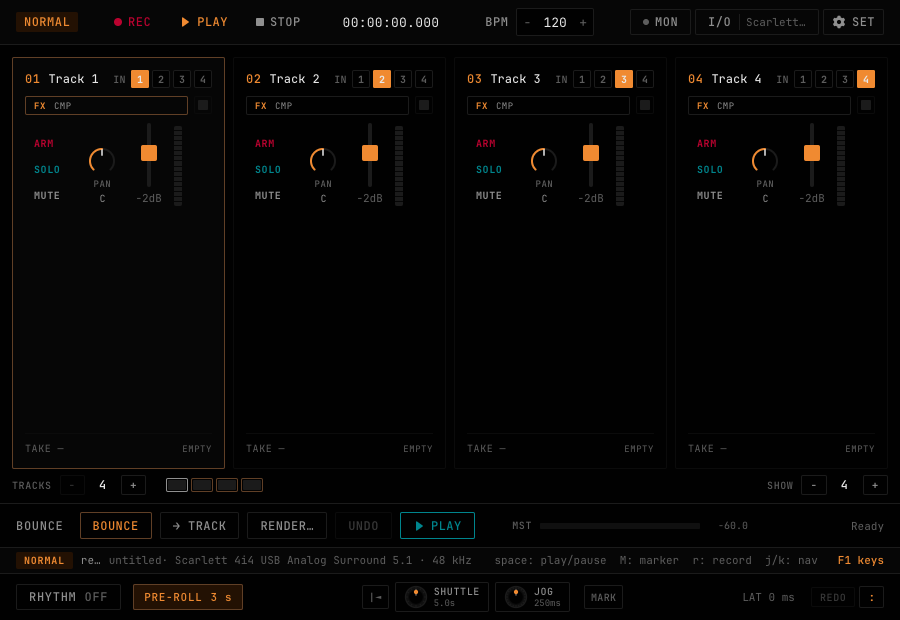 NORMAL REC PLAY STOP 00:00:00.000 BPM - 120 + MON I/O Scarlett… SET
01 Track 1 IN 1 2 3 4 02 Track 2 IN 1 2 3 4 03 Track 3 IN 1 2 3 4 04 Track 4 IN 1 2 3 4
FX CMP FX CMP FX CMP FX CMP
ARM ARM ARM ARM
SOLO SOLO SOLO SOLO
PAN PAN PAN PAN
MUTE C -2dB MUTE C -2dB MUTE C -2dB MUTE C -2dB
TAKE — EMPTY TAKE — EMPTY TAKE — EMPTY TAKE — EMPTY
TRACKS - 4 + SHOW - 4 +
BOUNCE BOUNCE → TRACK RENDER… UNDO PLAY MST -60.0 Ready
NORMAL re… untitled· Scarlett 4i4 USB Analog Surround 5.1 · 48 kHz space: play/pause M: marker r: record j/k: nav F1 keys
RHYTHM OFF PRE-ROLL 3 s |⇥ SHUTTLE 5.0s JOG 250ms MARK LAT 0 ms REDO :